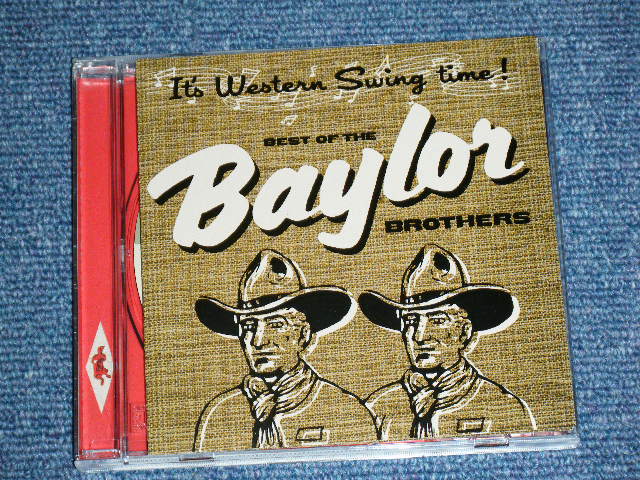 It's Western Swing time!
BEST OF THE
Baylor
BROTHERS